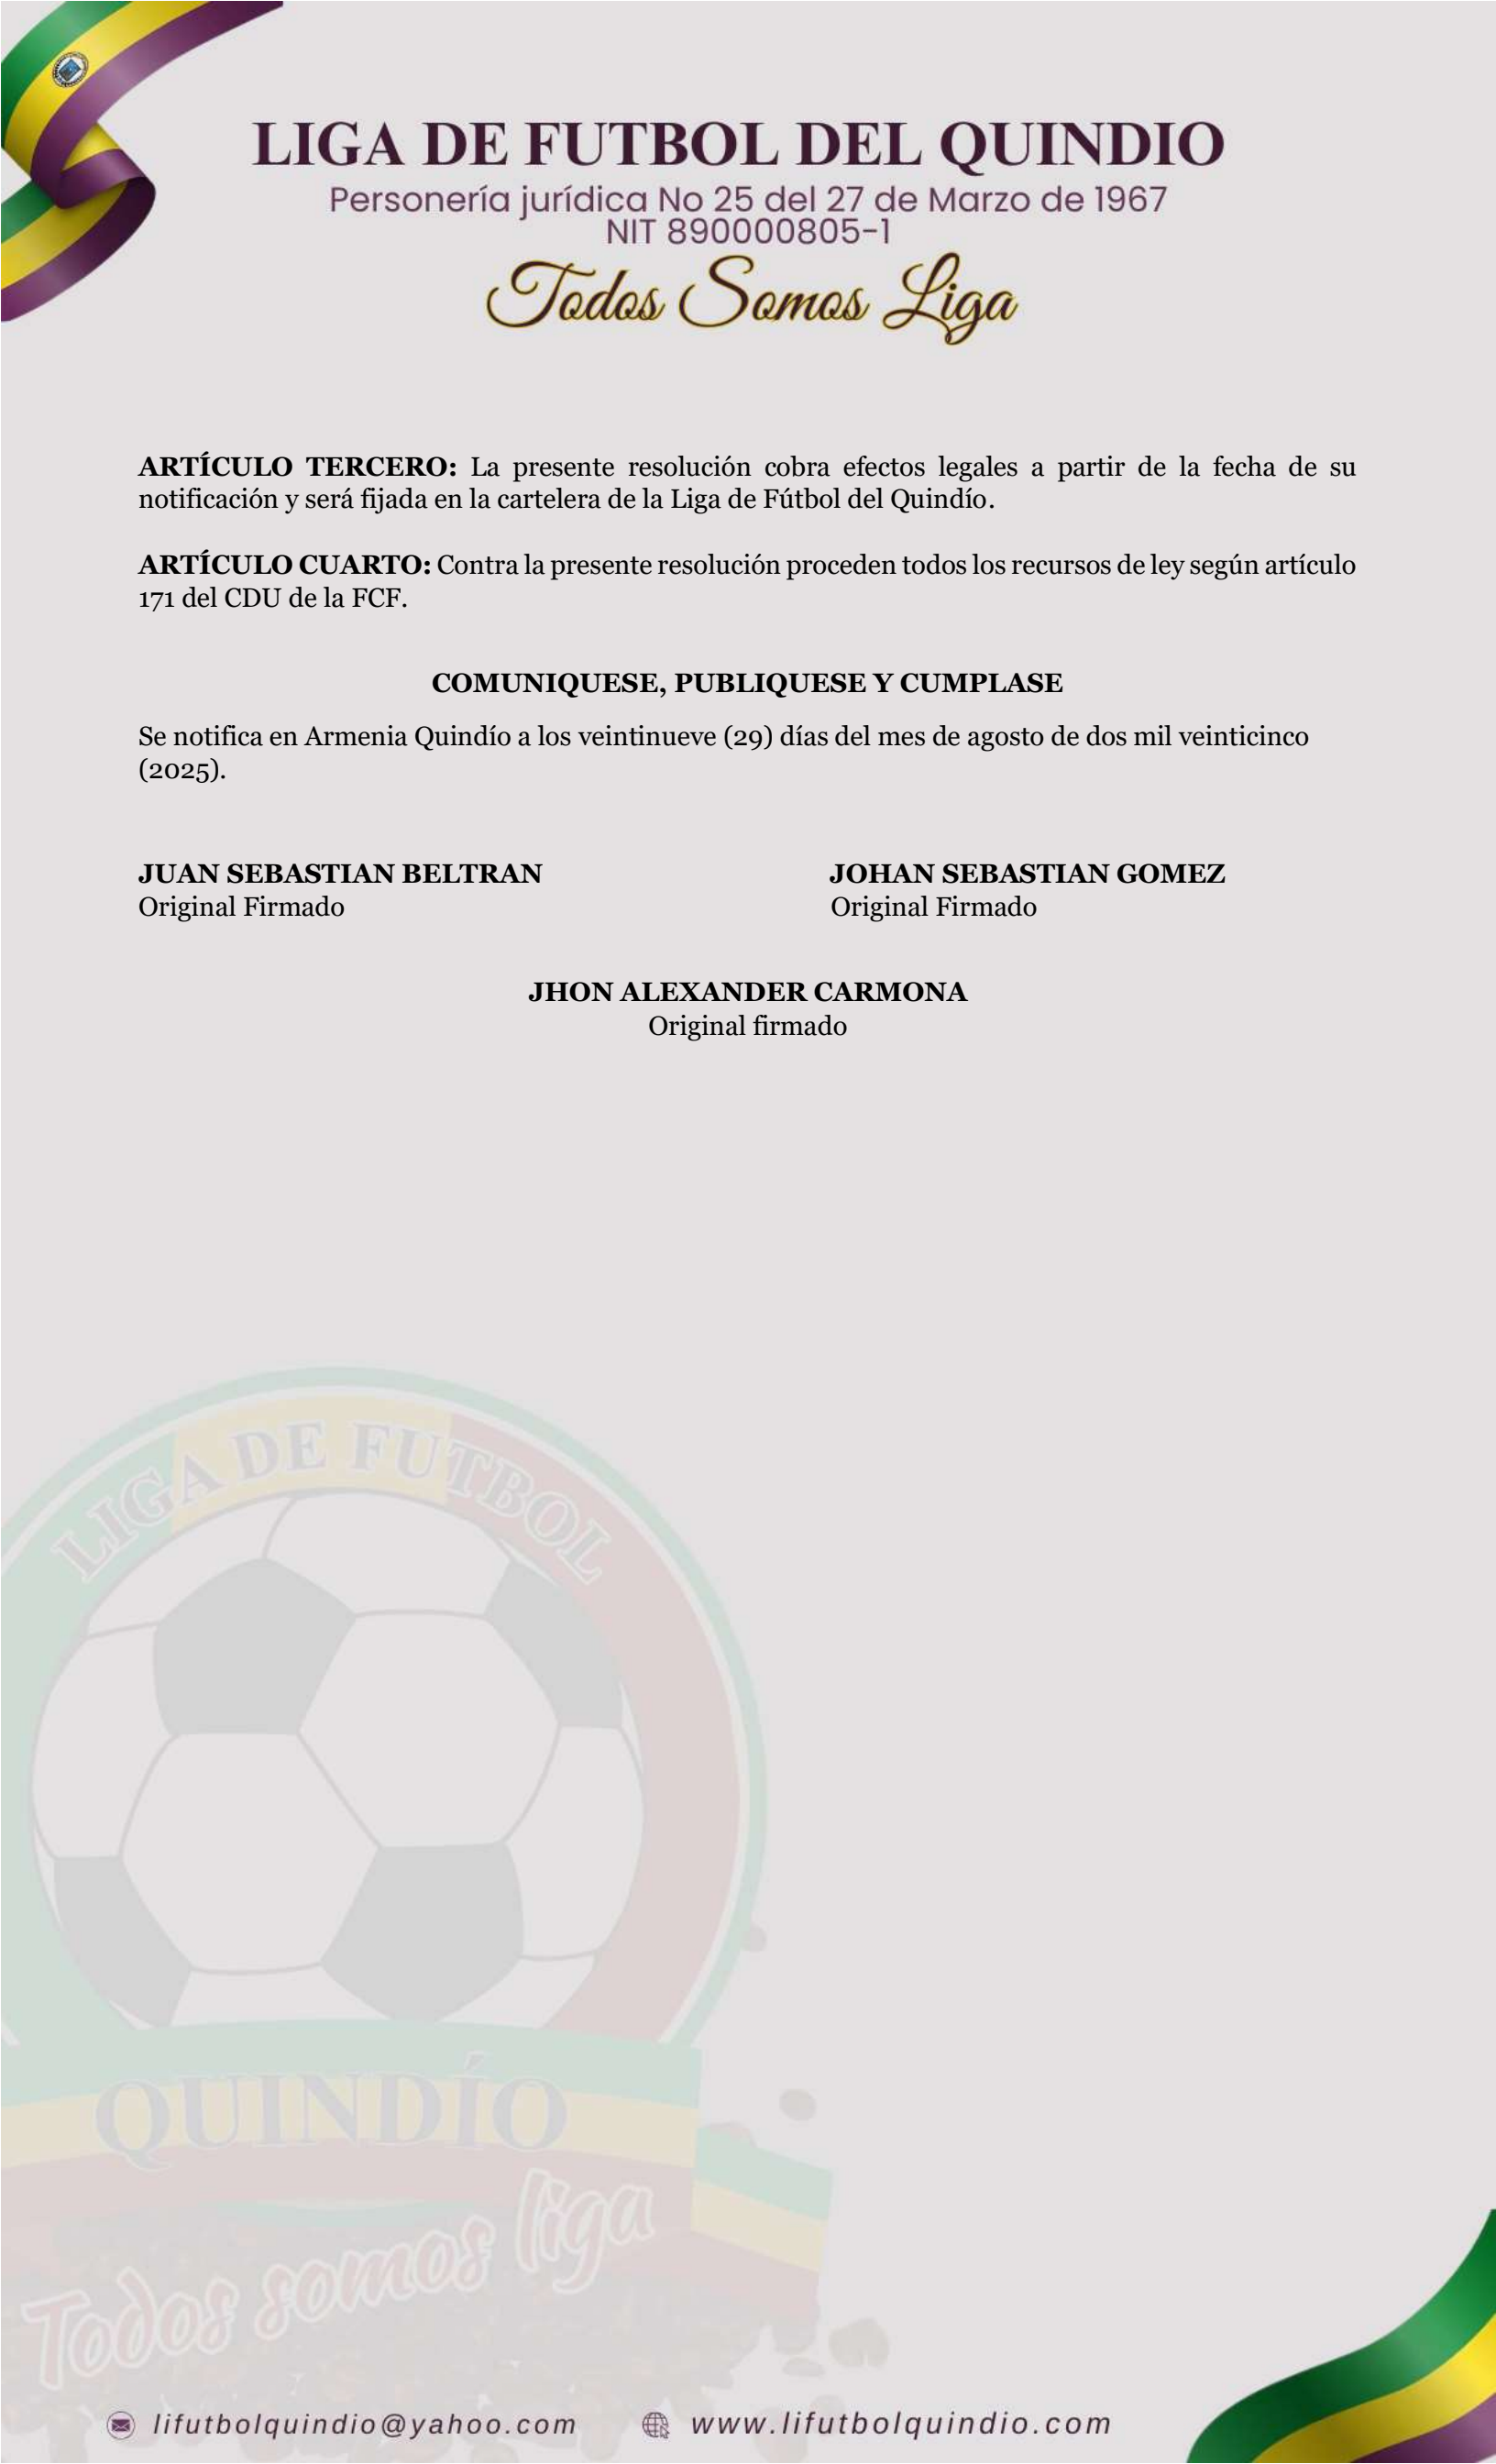 LIGA DE FUTBOL DEL QUINDIO
Personería jurídica No 25 del 27 de Marzo de 1967
NIT 890000805-1
Todos Somos Liga
ARTÍCULO TERCERO: La presente resolución cobra efectos legales a partir de la fecha de su
notificación y será fijada en la cartelera de la Liga de Fútbol del Quindío.
ARTÍCULO CUARTO: Contra la presente resolución proceden todos los recursos de ley según artículo
171 del CDU de la FCF.
COMUNIQUESE, PUBLIQUESE Y CUMPLASE
Se notifica en Armenia Quindío a los veintinueve (29) días del mes de agosto de dos mil veinticinco
(2025).
JUAN SEBASTIAN BELTRAN JOHAN SEBASTIAN GOMEZ
Original Firmado Original Firmado
JHON ALEXANDER CARMONA
Original firmado
LIGA DE FUTBOL
QUINDÍO
Todos somos liga
lifutbolquindio@yahoo.com www.lifutbolquindio.com